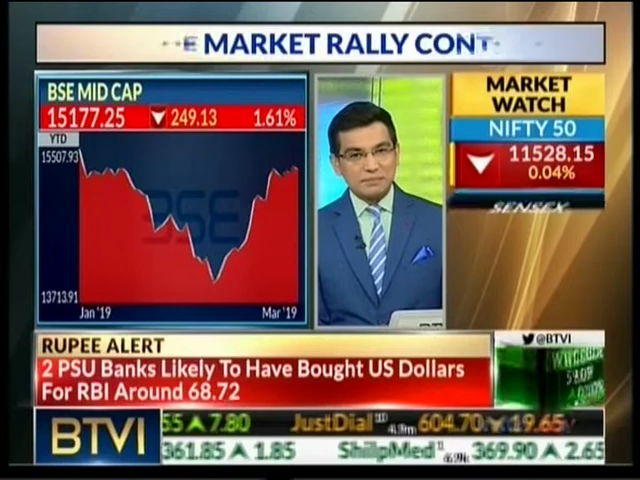 E MARKET RALLY CONT
BSE MID CAP
15177.25 249.13 1.61%
YTD
15507.93
BSE
13713.91
Jan '19 Mar '19
MARKET
WATCH
NIFTY 50
11528.15
0.04%
SENSEX
BTVI
RUPEE ALERT
2 PSU Banks Likely To Have Bought US Dollars
For RBI Around 68.72
@BTVI
BTVI
55 ▲ 7.80 JustDial 604.70 19.65
361.85 ▲ 1.85 ShilpMed 369.90 ▲ 2.65